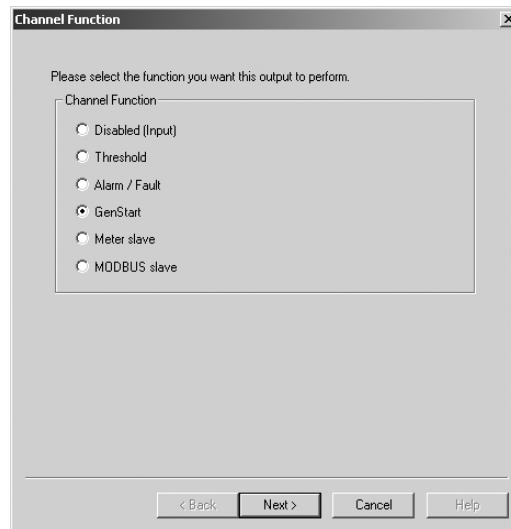 Channel Function
Please select the function you want this output to perform.
Channel Function
Disabled (Input)
Threshold
Alarm / Fault
GenStart
Meter slave
MODBUS slave
< Back
Next >
Cancel
Help